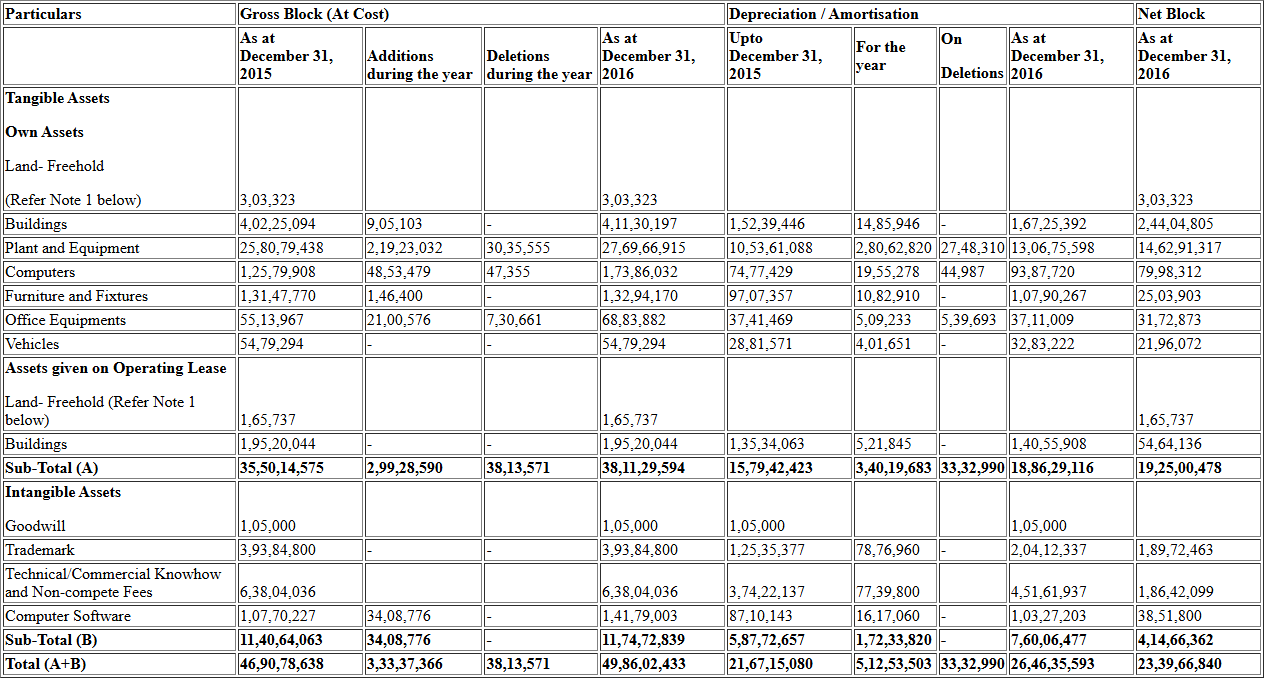 Particulars Gross Block (At Cost) Depreciation / Amortisation Net Block
As at December 31, 2015 Additions during the year Deletions during the year As at December 31, 2016 Upto December 31, 2015 For the year On Deletions As at December 31, 2016 As at December 31, 2016
Tangible Assets
Own Assets
Land- Freehold
(Refer Note 1 below) 3,03,323 3,03,323 3,03,323
Buildings 4,02,25,094 9,05,103 - 4,11,30,197 1,52,39,446 14,85,946 - 1,67,25,392 2,44,04,805
Plant and Equipment 25,80,79,438 2,19,23,032 30,35,555 27,69,66,915 10,53,61,088 2,80,62,820 27,48,310 13,06,75,598 14,62,91,317
Computers 1,25,79,908 48,53,479 47,355 1,73,86,032 74,77,429 19,55,278 44,987 93,87,720 79,98,312
Furniture and Fixtures 1,31,47,770 1,46,400 - 1,32,94,170 97,07,357 10,82,910 - 1,07,90,267 25,03,903
Office Equipments 55,13,967 21,00,576 7,30,661 68,83,882 37,41,469 5,09,233 5,39,693 37,11,009 31,72,873
Vehicles 54,79,294 - - 54,79,294 28,81,571 4,01,651 - 32,83,222 21,96,072
Assets given on Operating Lease
Land- Freehold (Refer Note 1
below) 1,65,737 1,65,737 1,65,737
Buildings 1,95,20,044 - - 1,95,20,044 1,35,34,063 5,21,845 - 1,40,55,908 54,64,136
Sub-Total (A) 35,50,14,575 2,99,28,590 38,13,571 38,11,29,594 15,79,42,423 3,40,19,683 33,32,990 18,86,29,116 19,25,00,478
Intangible Assets
Goodwill 1,05,000 1,05,000 1,05,000 1,05,000
Trademark 3,93,84,800 - - 3,93,84,800 1,25,35,377 78,76,960 - 2,04,12,337 1,89,72,463
Technical/Commercial Knowhow
and Non-compete Fees 6,38,04,036 6,38,04,036 3,74,22,137 77,39,800 4,51,61,937 1,86,42,099
Computer Software 1,07,70,227 34,08,776 1,41,79,003 87,10,143 16,17,060 - 1,03,27,203 38,51,800
Sub-Total (B) 11,40,64,063 34,08,776 - 11,74,72,839 5,87,72,657 1,72,33,820 - 7,60,06,477 4,14,66,362
Total (A+B) 46,90,78,638 3,33,37,366 38,13,571 49,86,02,433 21,67,15,080 5,12,53,503 33,32,990 26,46,35,593 23,39,66,840